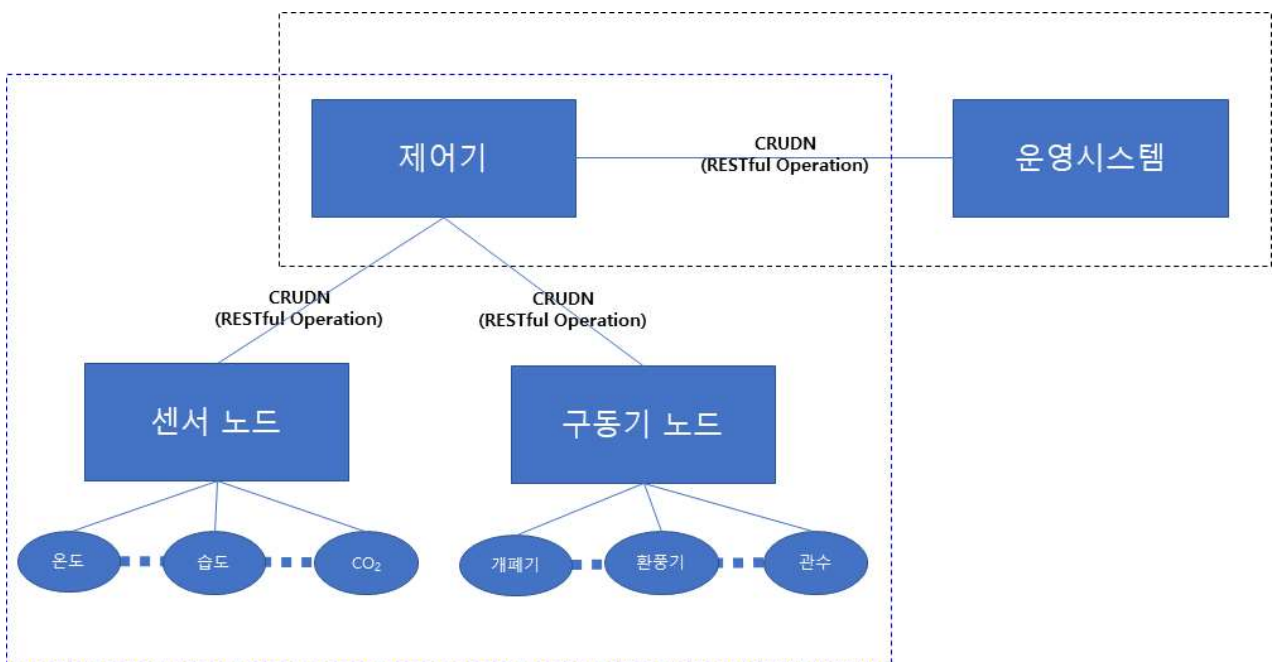 제어기
CRUDN
(RESTful Operation)
운영시스템
CRUDN
(RESTful Operation)
CRUDN
(RESTful Operation)
센서 노드
구동기 노드
온도
습도
CO₂
개폐기
환풍기
관수